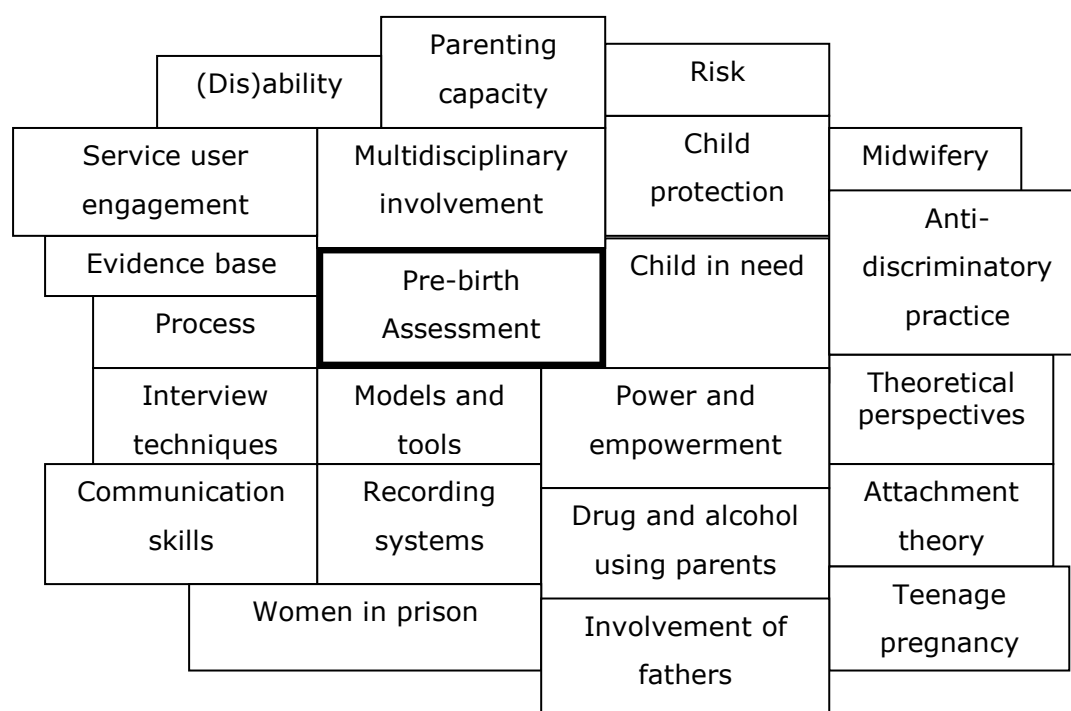 (Dis)ability
Parenting
capacity
Risk
Service user
engagement
Multidisciplinary
involvement
Child
protection
Midwifery
Anti-
discriminatory
practice
Evidence base
Pre-birth
Assessment
Child in need
Process
Interview
techniques
Models and
tools
Power and
empowerment
Theoretical
perspectives
Communication
skills
Recording
systems
Drug and alcohol
using parents
Attachment
theory
Women in prison
Involvement of
fathers
Teenage
pregnancy